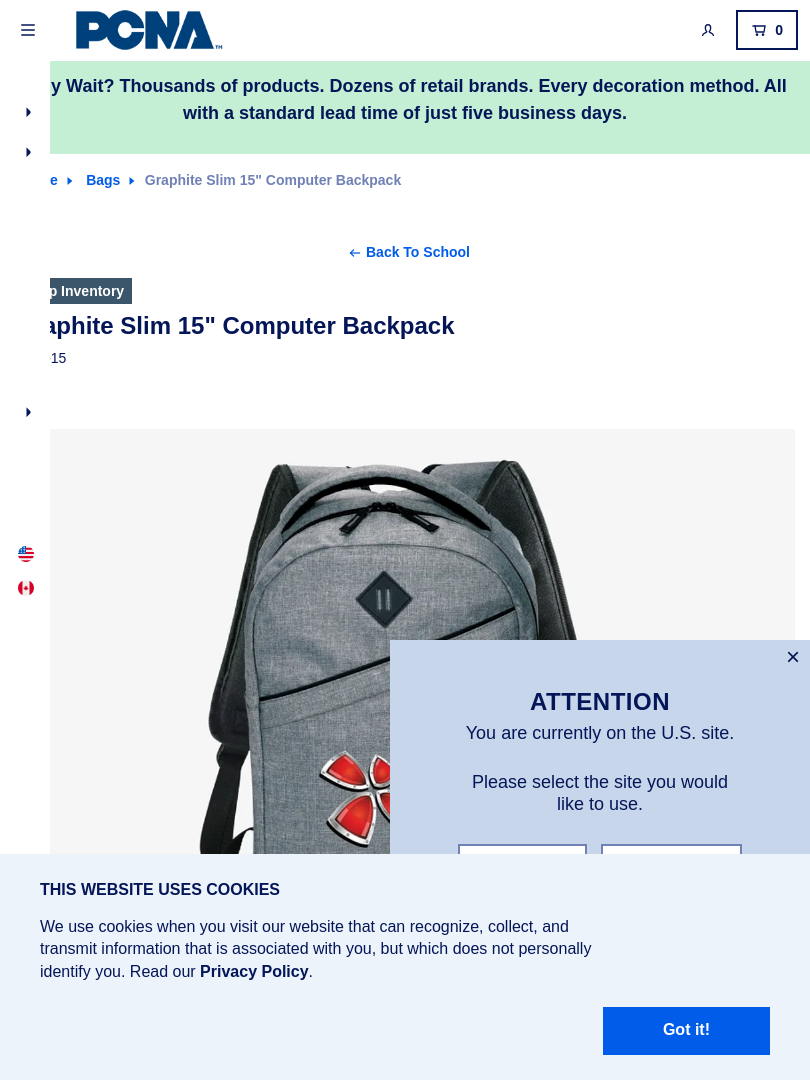 PCNA™
0
y Wait? Thousands of products. Dozens of retail brands. Every decoration method. All
with a standard lead time of just five business days.
e Bags Graphite Slim 15" Computer Backpack
← Back To School
p Inventory
aphite Slim 15" Computer Backpack
15
ATTENTION
You are currently on the U.S. site.
Please select the site you would
like to use.
THIS WEBSITE USES COOKIES
We use cookies when you visit our website that can recognize, collect, and
transmit information that is associated with you, but which does not personally
identify you. Read our Privacy Policy.
Got it!